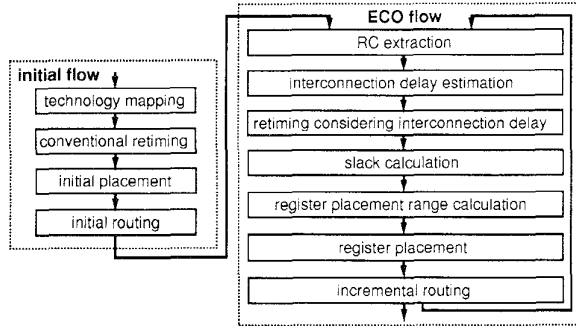 initial flow
technology mapping
conventional retiming
initial placement
initial routing
ECO flow
RC extraction
interconnection delay estimation
retiming considering interconnection delay
slack calculation
register placement range calculation
register placement
incremental routing